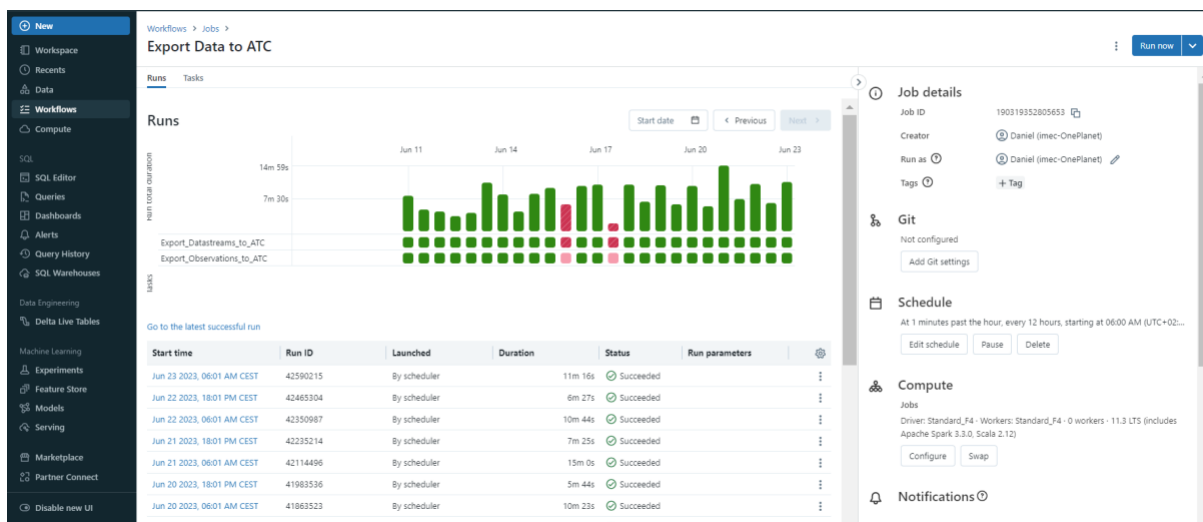 New
Workspace
Recents
Data
Workflows
Compute
SQL
SQL Editor
Queries
Dashboards
Alerts
Query History
SQL Warehouses
Data Engineering
Delta Live Tables
Machine Learning
Experiments
Feature Store
Models
Serving
Marketplace
Partner Connect
Disable new UI
Workflows > Jobs >
Export Data to ATC
Run now
Runs Tasks
Runs
Start date
< Previous
Next >
Jun 11 Jun 14 Jun 17 Jun 20 Jun 23
Run total duration
14m 59s
7m 30s
Export_Datastreams_to_ATC
Export_Observations_to_ATC
Tasks
Go to the latest successful run
Start time Run ID Launched Duration Status Run parameters
Jun 23 2023, 06:01 AM CEST 42590215 By scheduler 11m 16s Succeeded
Jun 22 2023, 18:01 PM CEST 42465304 By scheduler 6m 27s Succeeded
Jun 22 2023, 06:01 AM CEST 42350987 By scheduler 10m 44s Succeeded
Jun 21 2023, 18:01 PM CEST 42235214 By scheduler 7m 25s Succeeded
Jun 21 2023, 06:01 AM CEST 42114496 By scheduler 15m 0s Succeeded
Jun 20 2023, 18:01 PM CEST 41983536 By scheduler 5m 44s Succeeded
Jun 20 2023, 06:01 AM CEST 41863523 By scheduler 10m 23s Succeeded
Job details
Job ID 190319352805653
Creator Daniel (imec-OnePlanet)
Run as Daniel (imec-OnePlanet)
Tags + Tag
Git
Not configured
Add Git settings
Schedule
At 1 minutes past the hour, every 12 hours, starting at 06:00 AM (UTC+02:...
Edit schedule Pause Delete
Compute
Jobs
Driver: Standard_F4 · Workers: Standard_F4 · 0 workers · 11.3 LTS (includes
Apache Spark 3.3.0, Scala 2.12)
Configure Swap
Notifications